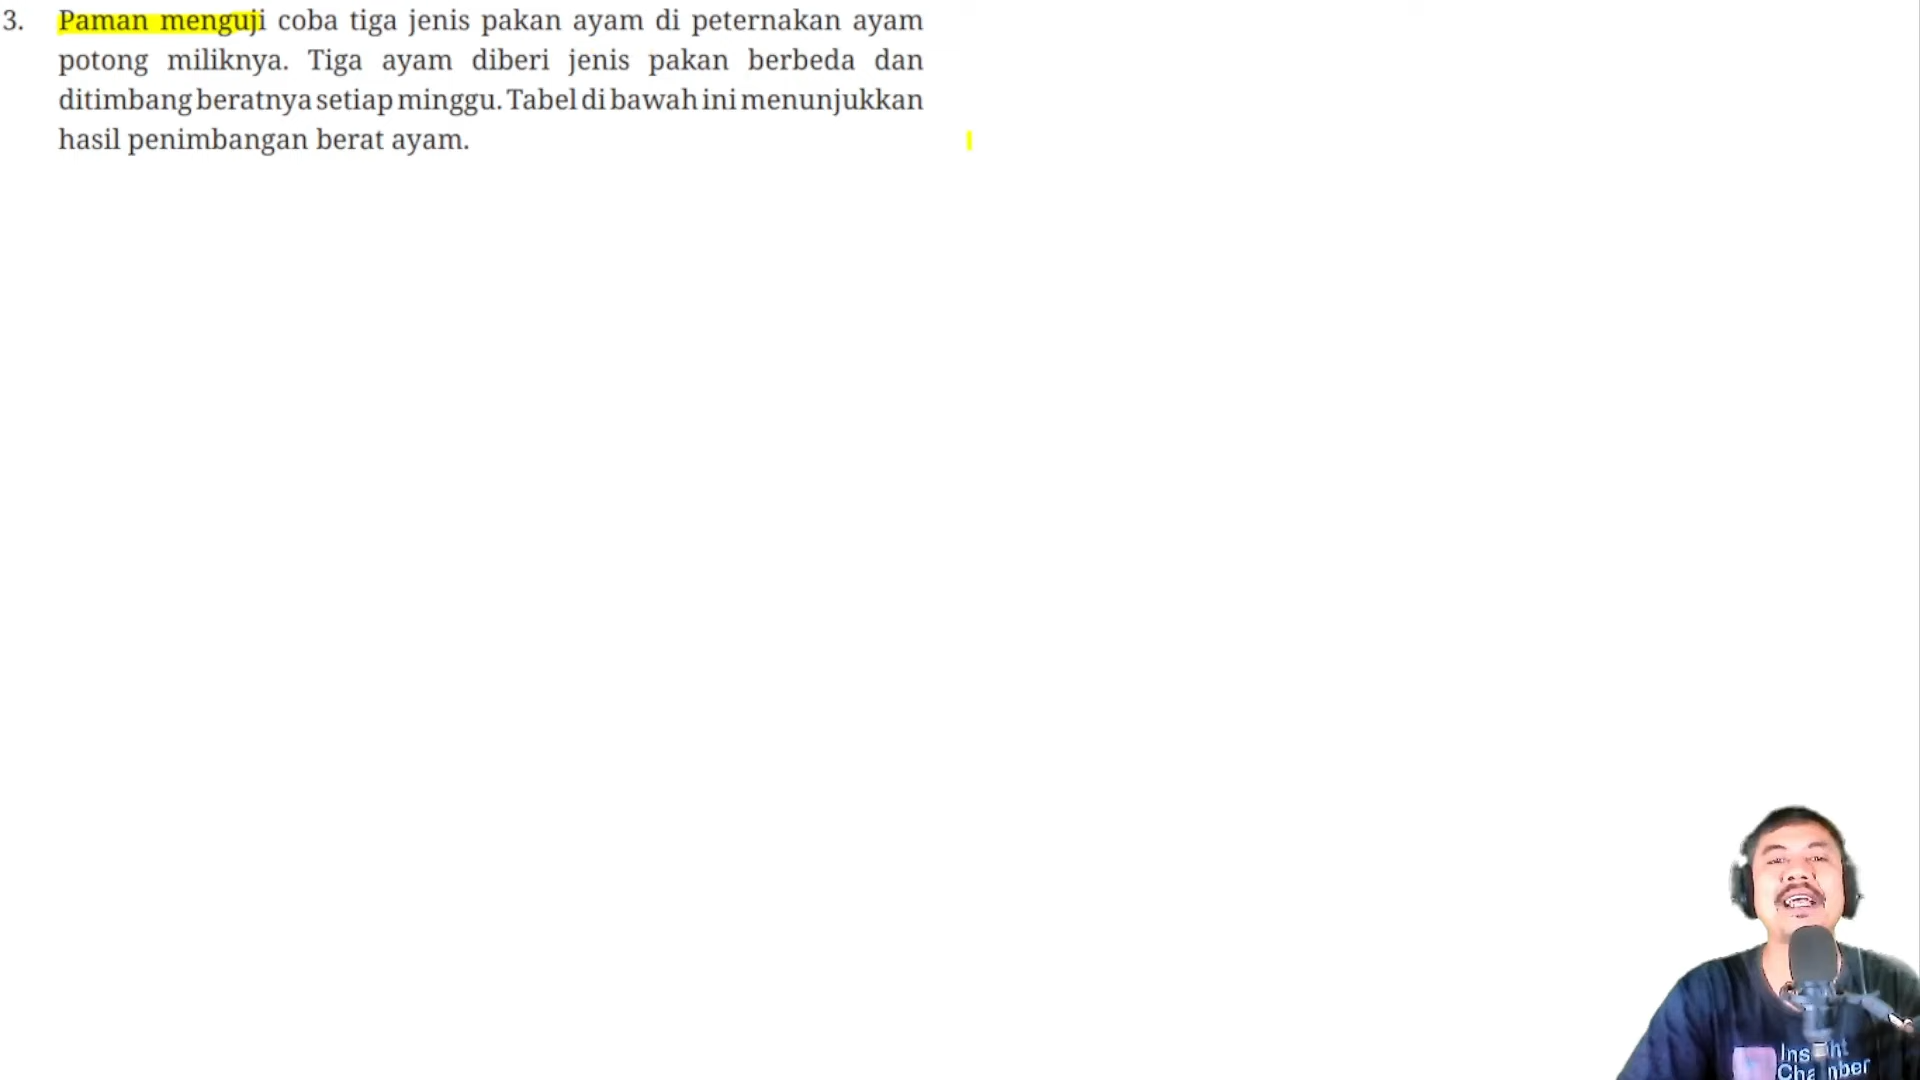 3. Paman menguji coba tiga jenis pakan ayam di peternakan ayam
potong miliknya. Tiga ayam diberi jenis pakan berbeda dan
ditimbang beratnya setiap minggu. Tabel di bawah ini menunjukkan
hasil penimbangan berat ayam.